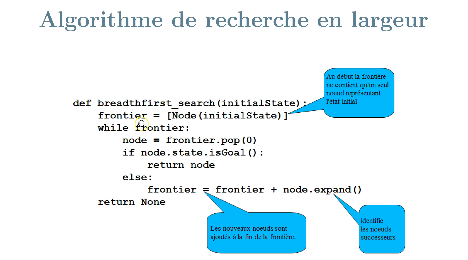 Algorithme de recherche en largeur
Au début la frontière
ne contient qu'un seul
noeud représentant
l'état initial
def breadthfirst_search(initialState):
frontier = [Node(initialState)]
while frontier:
node = frontier.pop(0)
if node.state.isGoal():
return node
else:
frontier = frontier + node.expand()
return None
Les nouveaux noeuds sont
ajoutés à la fin de la frontière.
Identifie
les noeuds
successeurs.